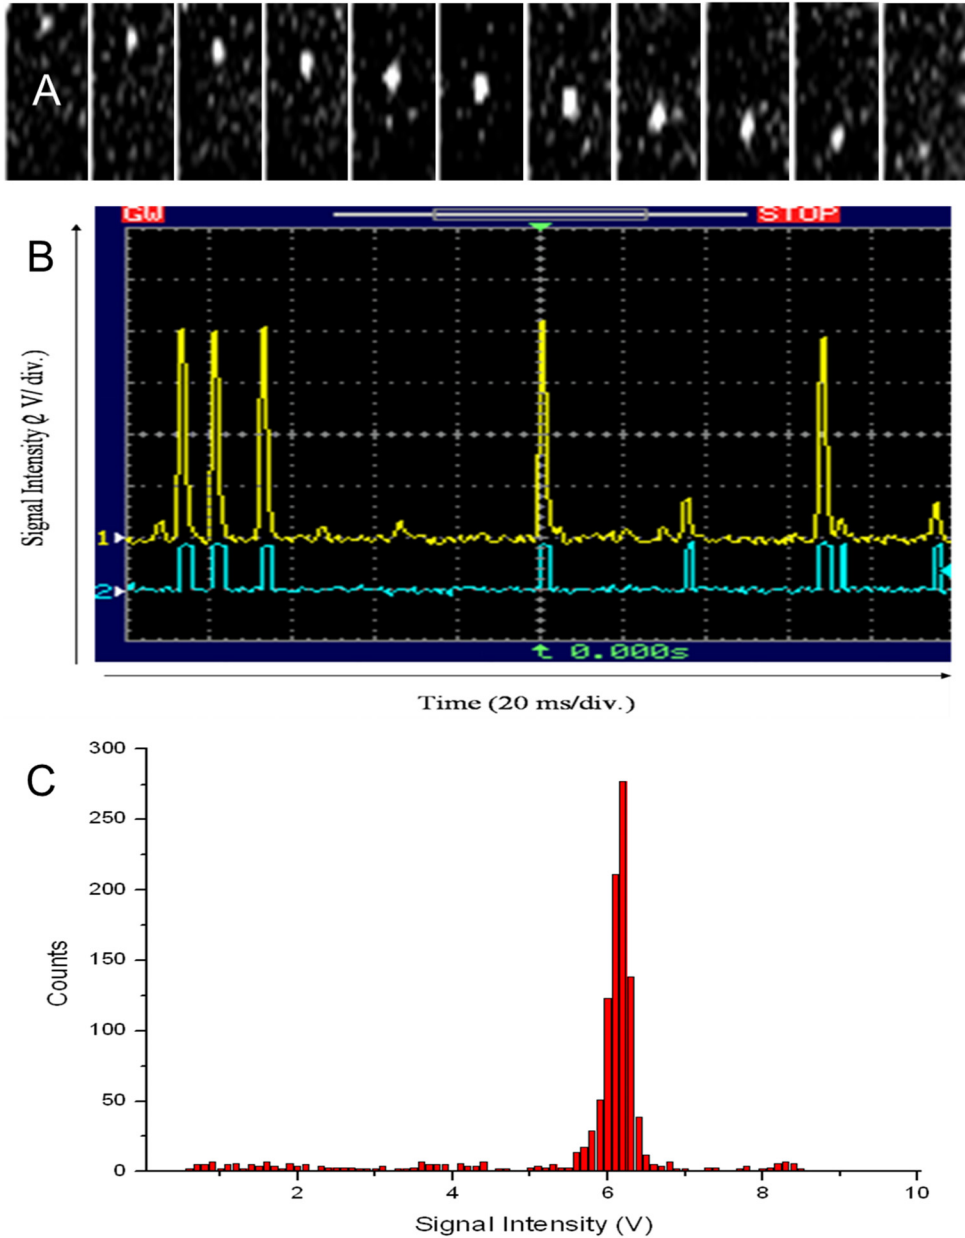 A
B
GW
STOP
Signal Intensity (2 V/ div.)
1
2
t 0.000s
Time (20 ms/div.)
C
300
250
200
150
100
50
0
Counts
2
4
6
8
10
Signal Intensity (V)